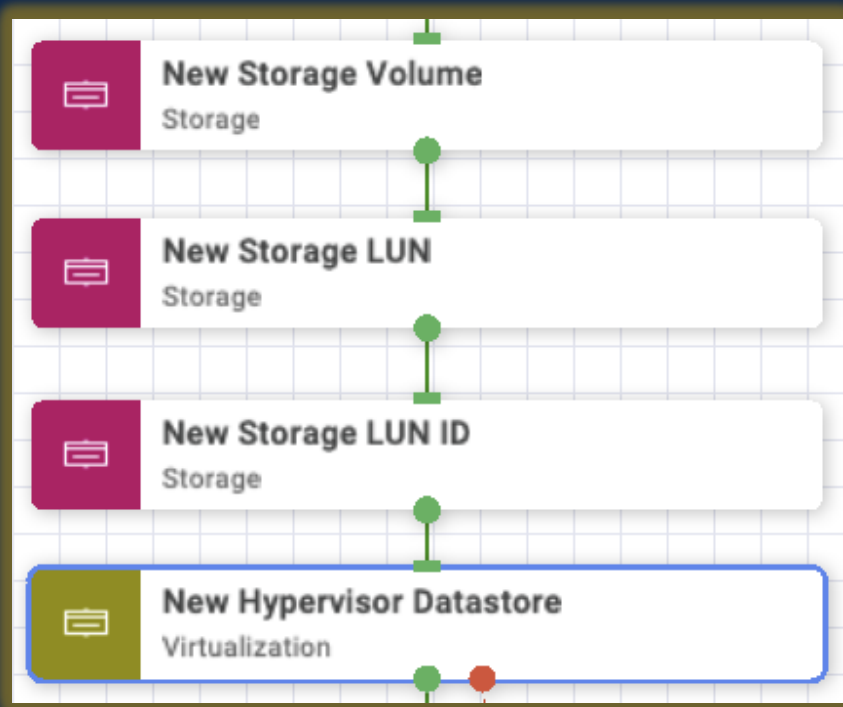 New Storage Volume
Storage
New Storage LUN
Storage
New Storage LUN ID
Storage
New Hypervisor Datastore
Virtualization